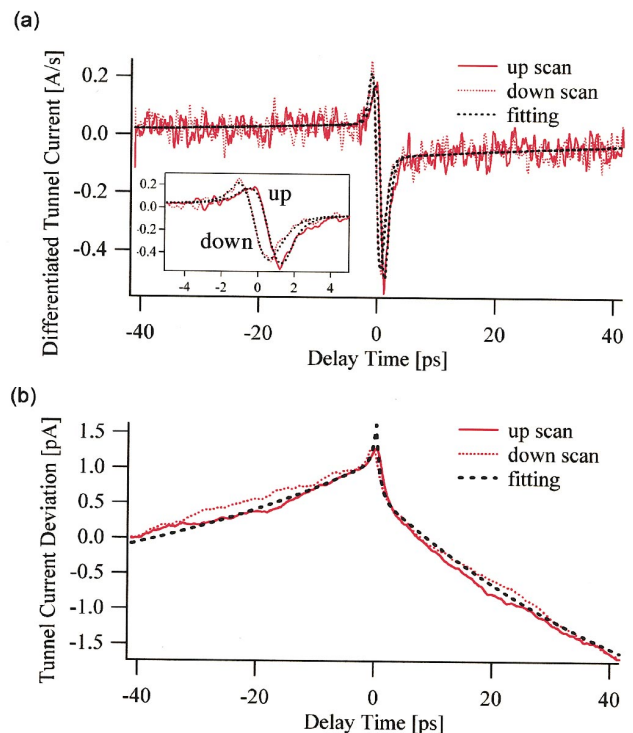 (a)
Differentiated Tunnel Current [A/s]
0.2
0.0
-0.2
-0.4
up scan
down scan
fitting
0.2
0.0
-0.2
-0.4
up
down
-4
-2
0
2
4
-40
-20
0
20
40
Delay Time [ps]
(b)
Tunnel Current Deviation [pA]
1.5
1.0
0.5
0.0
-0.5
-1.0
-1.5
up scan
down scan
fitting
-40
-20
0
20
40
Delay Time [ps]